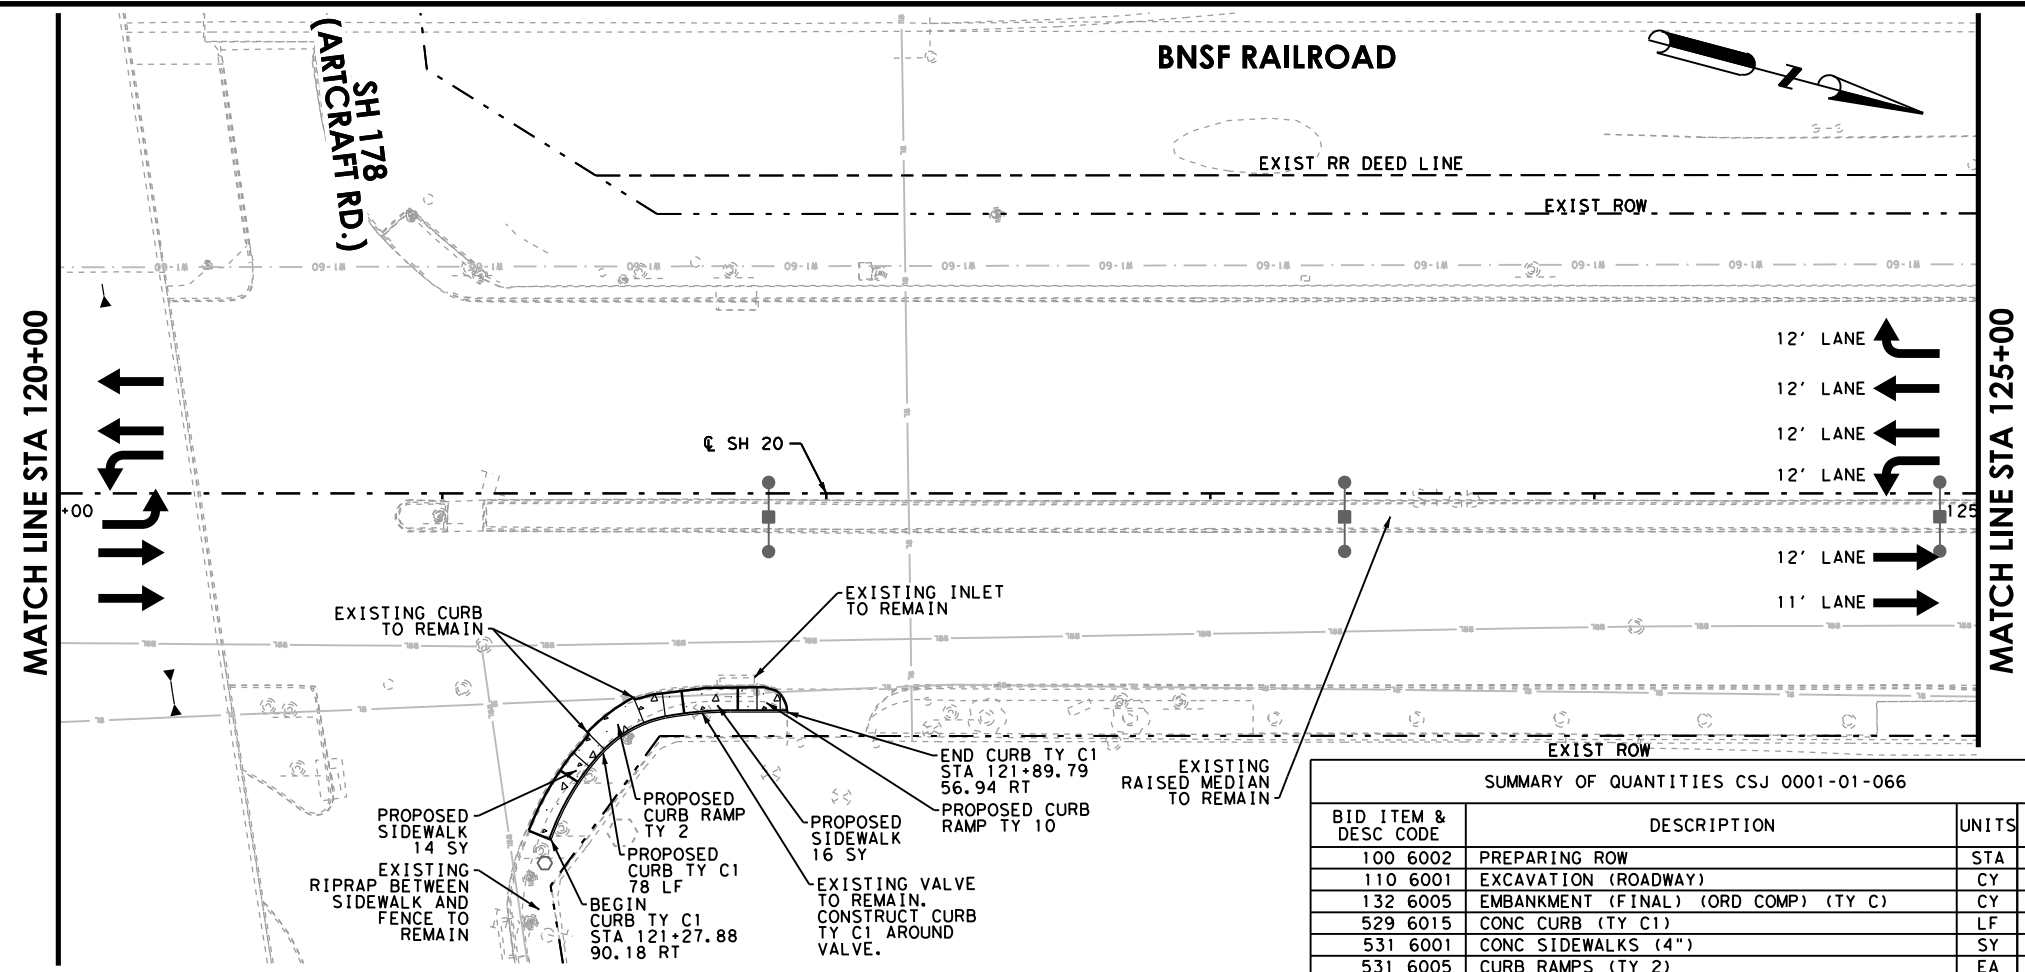 BNSF RAILROAD
SH 178
(ARTCRAFT RD.)
EXIST RR DEED LINE
EXIST ROW
MATCH LINE STA 120+00
MATCH LINE STA 125+00
12' LANE
12' LANE
12' LANE
12' LANE
℄ SH 20
+00
125
12' LANE
11' LANE
EXISTING CURB
TO REMAIN
EXISTING INLET
TO REMAIN
EXISTING
RAISED MEDIAN
TO REMAIN
EXIST ROW
END CURB TY C1
STA 121+89.79
56.94 RT
PROPOSED CURB
RAMP TY 10
PROPOSED
SIDEWALK
16 SY
PROPOSED
CURB RAMP
TY 2
PROPOSED
SIDEWALK
14 SY
PROPOSED
CURB TY C1
78 LF
EXISTING
RIPRAP BETWEEN
SIDEWALK AND
FENCE TO
REMAIN
BEGIN
CURB TY C1
STA 121+27.88
90.18 RT
EXISTING VALVE
TO REMAIN.
CONSTRUCT CURB
TY C1 AROUND
VALVE.
SUMMARY OF QUANTITIES CSJ 0001-01-066
BID ITEM & DESC CODE DESCRIPTION UNITS
100 6002 PREPARING ROW STA
110 6001 EXCAVATION (ROADWAY) CY
132 6005 EMBANKMENT (FINAL) (ORD COMP) (TY C) CY
529 6015 CONC CURB (TY C1) LF
531 6001 CONC SIDEWALKS (4") SY
531 6005 CURB RAMPS (TY 2) EA